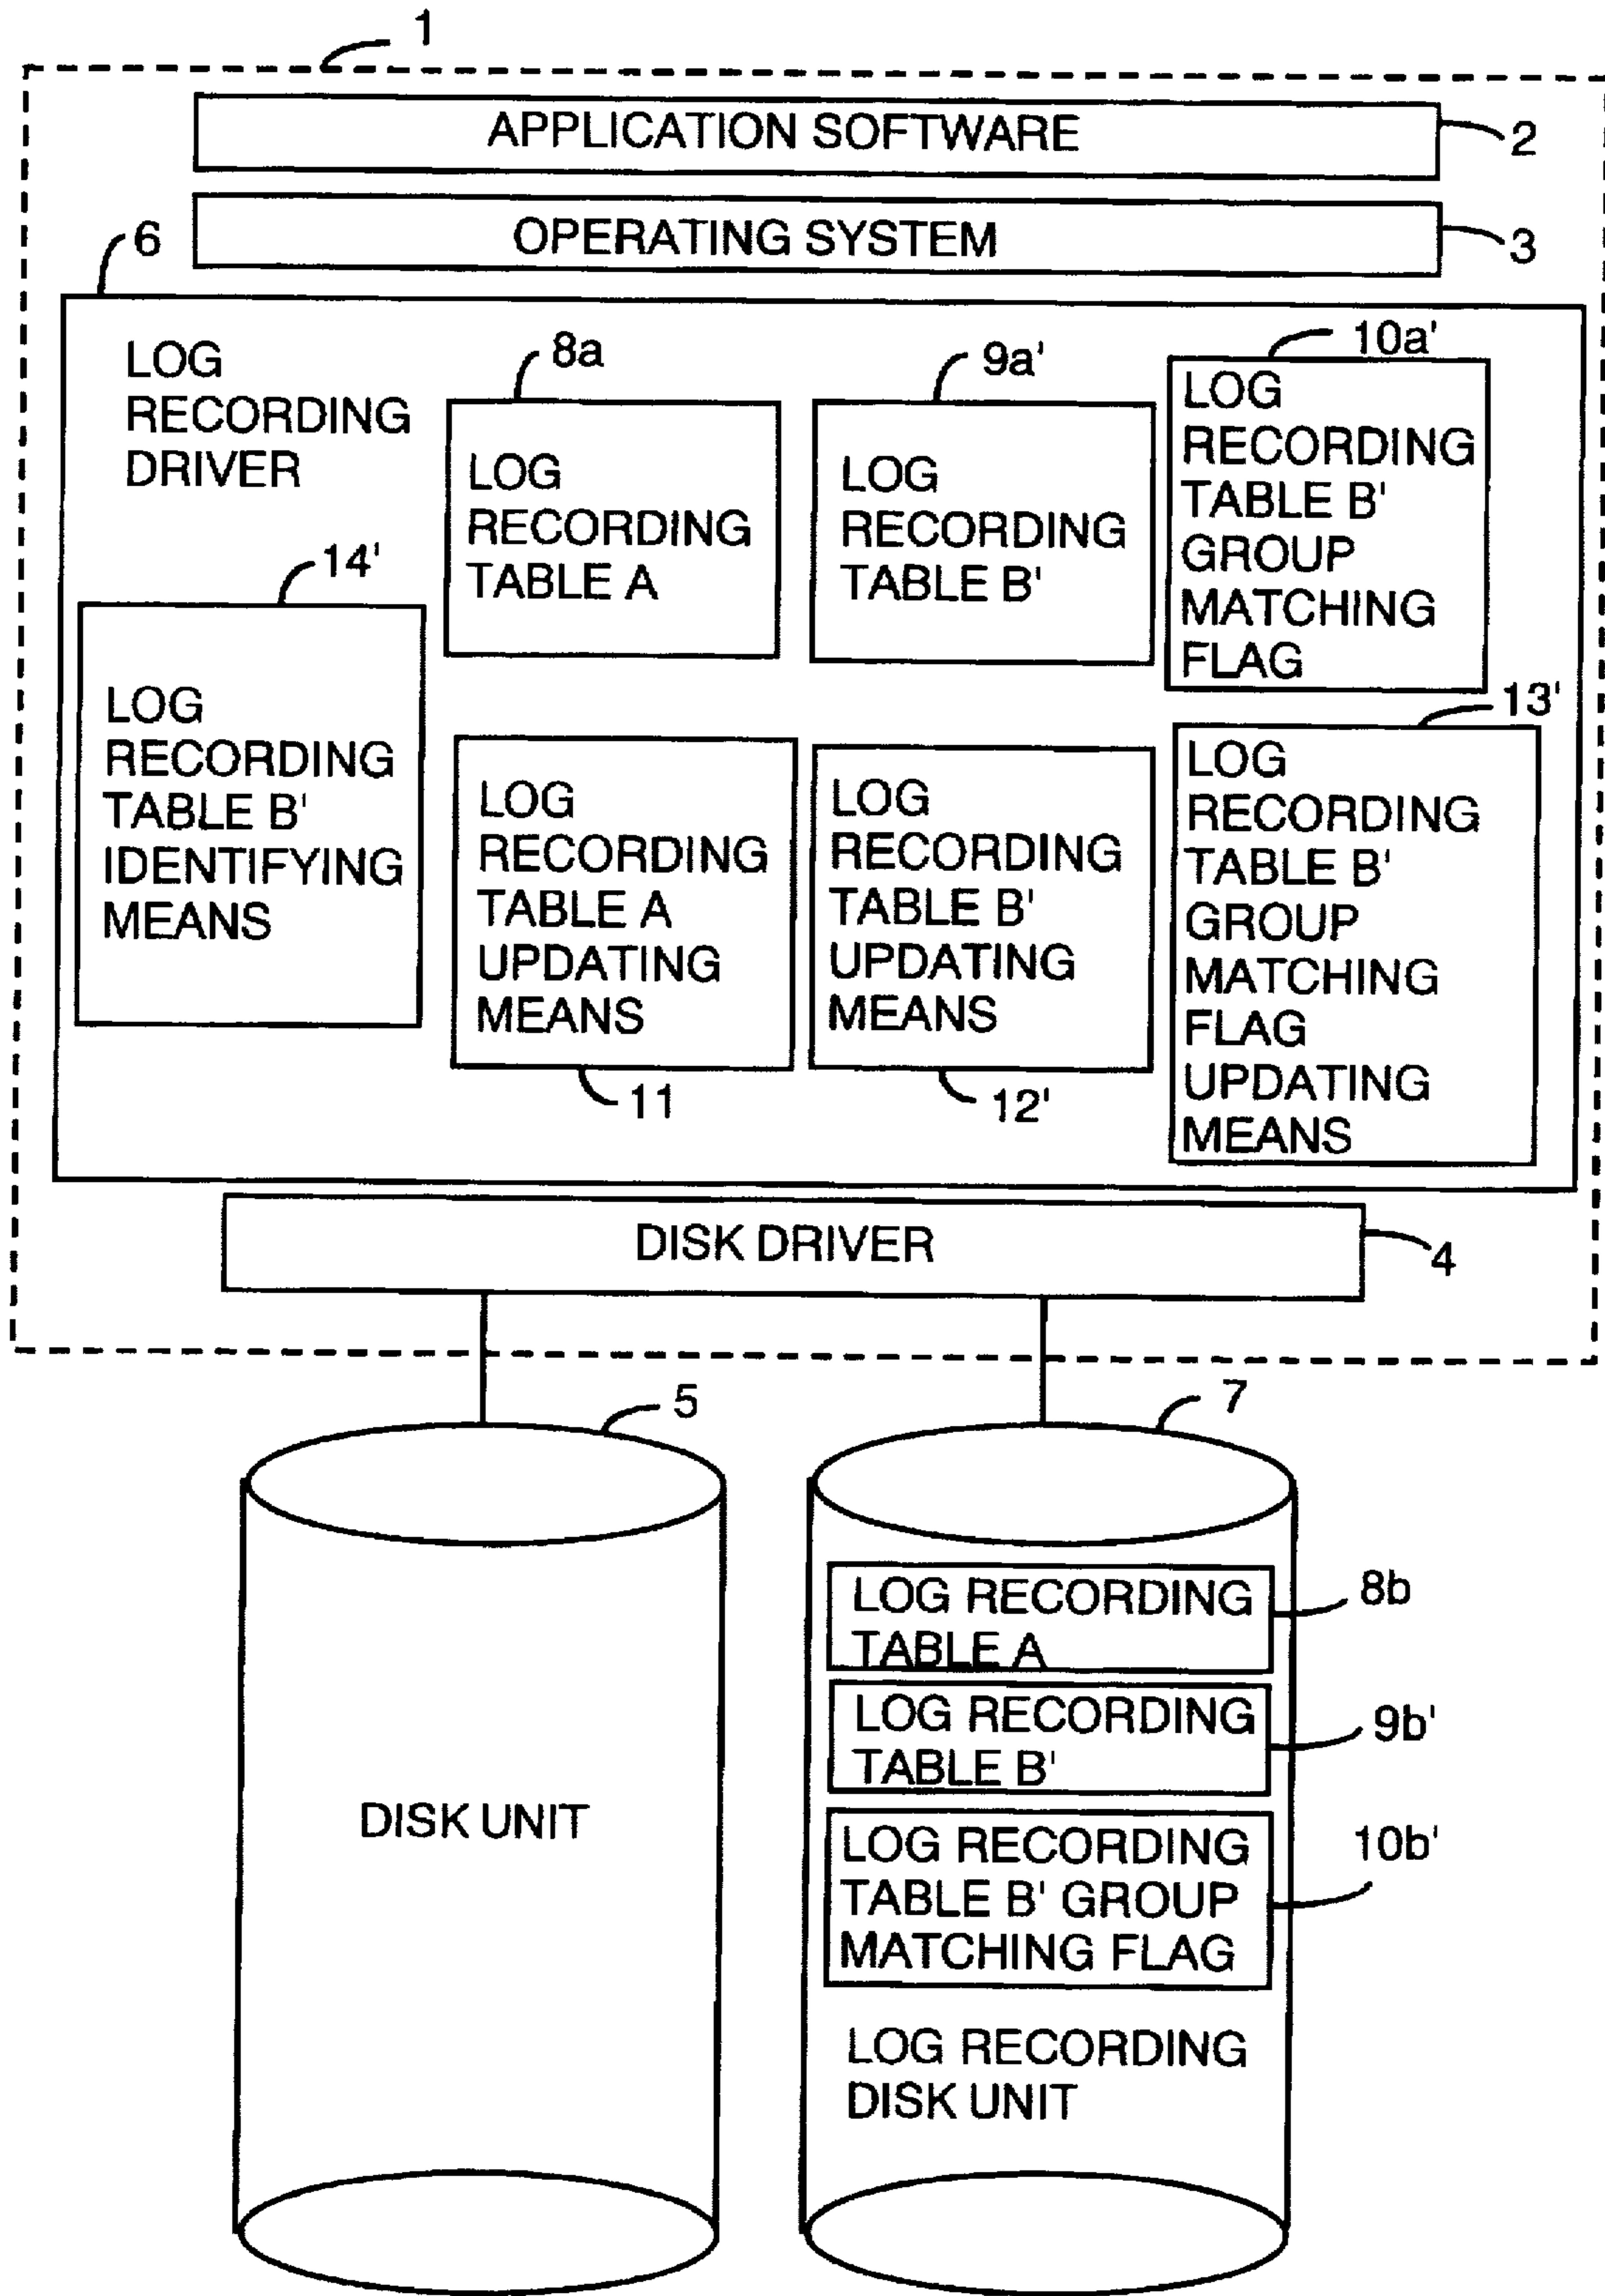 1
APPLICATION SOFTWARE
2
OPERATING SYSTEM
3
6
LOG
RECORDING
DRIVER
8a
LOG
RECORDING
TABLE A
9a'
LOG
RECORDING
TABLE B'
10a'
LOG
RECORDING
TABLE B'
GROUP
MATCHING
FLAG
14'
LOG
RECORDING
TABLE B'
IDENTIFYING
MEANS
LOG
RECORDING
TABLE A
UPDATING
MEANS
11
LOG
RECORDING
TABLE B'
UPDATING
MEANS
12'
13'
LOG
RECORDING
TABLE B'
GROUP
MATCHING
FLAG
UPDATING
MEANS
DISK DRIVER
4
5
DISK UNIT
7
LOG RECORDING
TABLE A
8b
LOG RECORDING
TABLE B'
9b'
LOG RECORDING
TABLE B' GROUP
MATCHING FLAG
10b'
LOG RECORDING
DISK UNIT